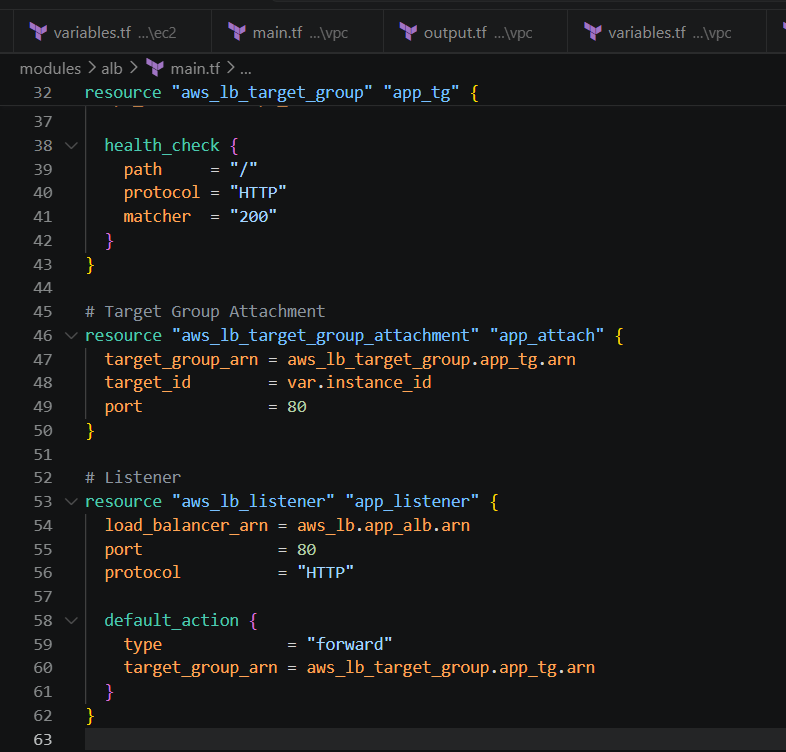 variables.tf ...\ec2 main.tf ...\vpc output.tf ...\vpc variables.tf ...\vpc
modules > alb > main.tf > ...
32 resource "aws_lb_target_group" "app_tg" {
37
38 health_check {
39 path     = "/"
40 protocol = "HTTP"
41 matcher  = "200"
42 }
43 }
44
45 # Target Group Attachment
46 resource "aws_lb_target_group_attachment" "app_attach" {
47 target_group_arn = aws_lb_target_group.app_tg.arn
48 target_id        = var.instance_id
49 port             = 80
50 }
51
52 # Listener
53 resource "aws_lb_listener" "app_listener" {
54 load_balancer_arn = aws_lb.app_alb.arn
55 port              = 80
56 protocol          = "HTTP"
57
58 default_action {
59 type             = "forward"
60 target_group_arn = aws_lb_target_group.app_tg.arn
61 }
62 }
63